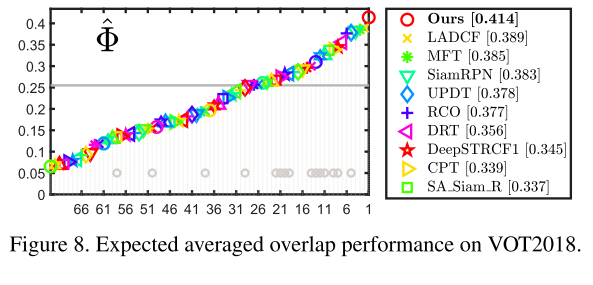 Φ̂
0.4
0.35
0.3
0.25
0.2
0.15
0.1
0.05
0
66 61 56 51 46 41 36 31 26 21 16 11 6 1
Ours [0.414]
LADCF [0.389]
MFT [0.385]
SiamRPN [0.383]
UPDT [0.378]
RCO [0.377]
DRT [0.356]
DeepSTRCF1 [0.345]
CPT [0.339]
SA_Siam_R [0.337]
Figure 8. Expected averaged overlap performance on VOT2018.